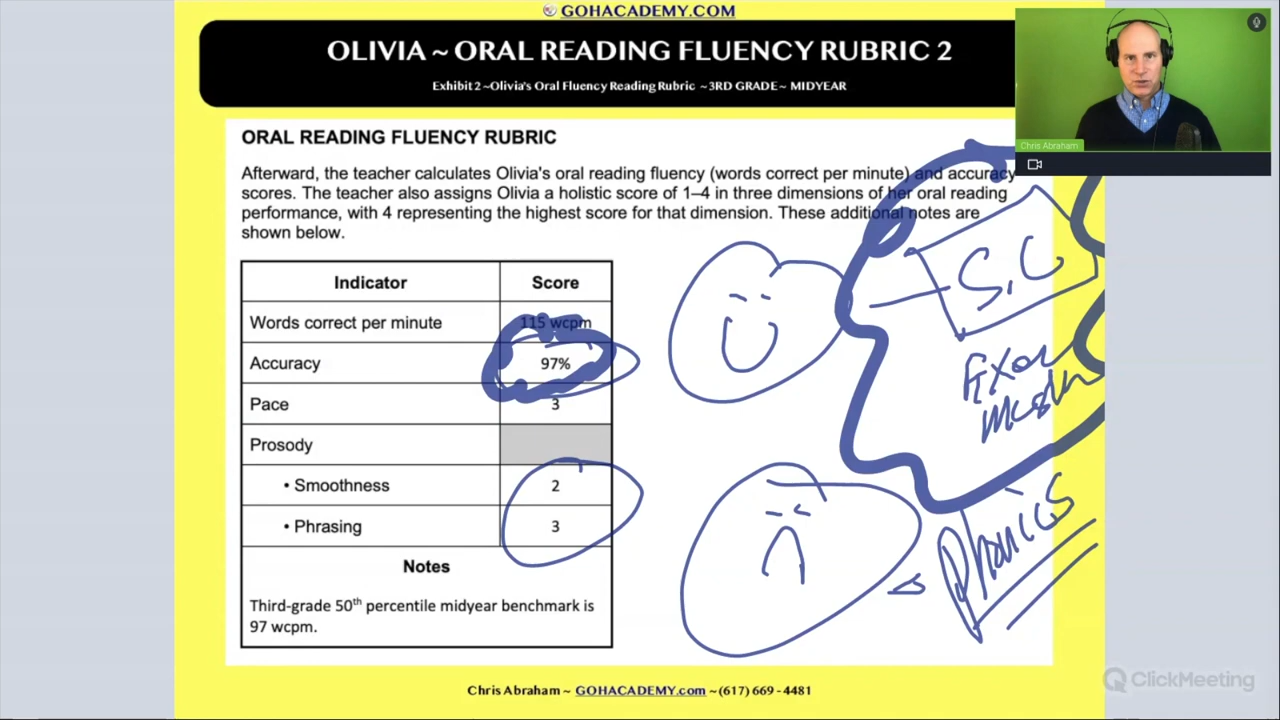 GOHACADEMY.COM
OLIVIA ~ ORAL READING FLUENCY RUBRIC 2
Exhibit 2 ~Olivia's Oral Fluency Reading Rubric ~3RD GRADE~ MIDYEAR
Chris Abraham
ORAL READING FLUENCY RUBRIC
Afterward, the teacher calculates Olivia's oral reading fluency (words correct per minute) and accuracy
scores. The teacher also assigns Olivia a holistic score of 1–4 in three dimensions of her oral reading
performance, with 4 representing the highest score for that dimension. These additional notes are
shown below.
Indicator Score
Words correct per minute 115 wcpm
Accuracy 97%
Pace 3
Prosody
• Smoothness 2
• Phrasing 3
Notes
Third-grade 50th percentile midyear benchmark is
97 wcpm.
S.C
Phonics
Chris Abraham ~ GOHACADEMY.com ~(617) 669 - 4481
ClickMeeting